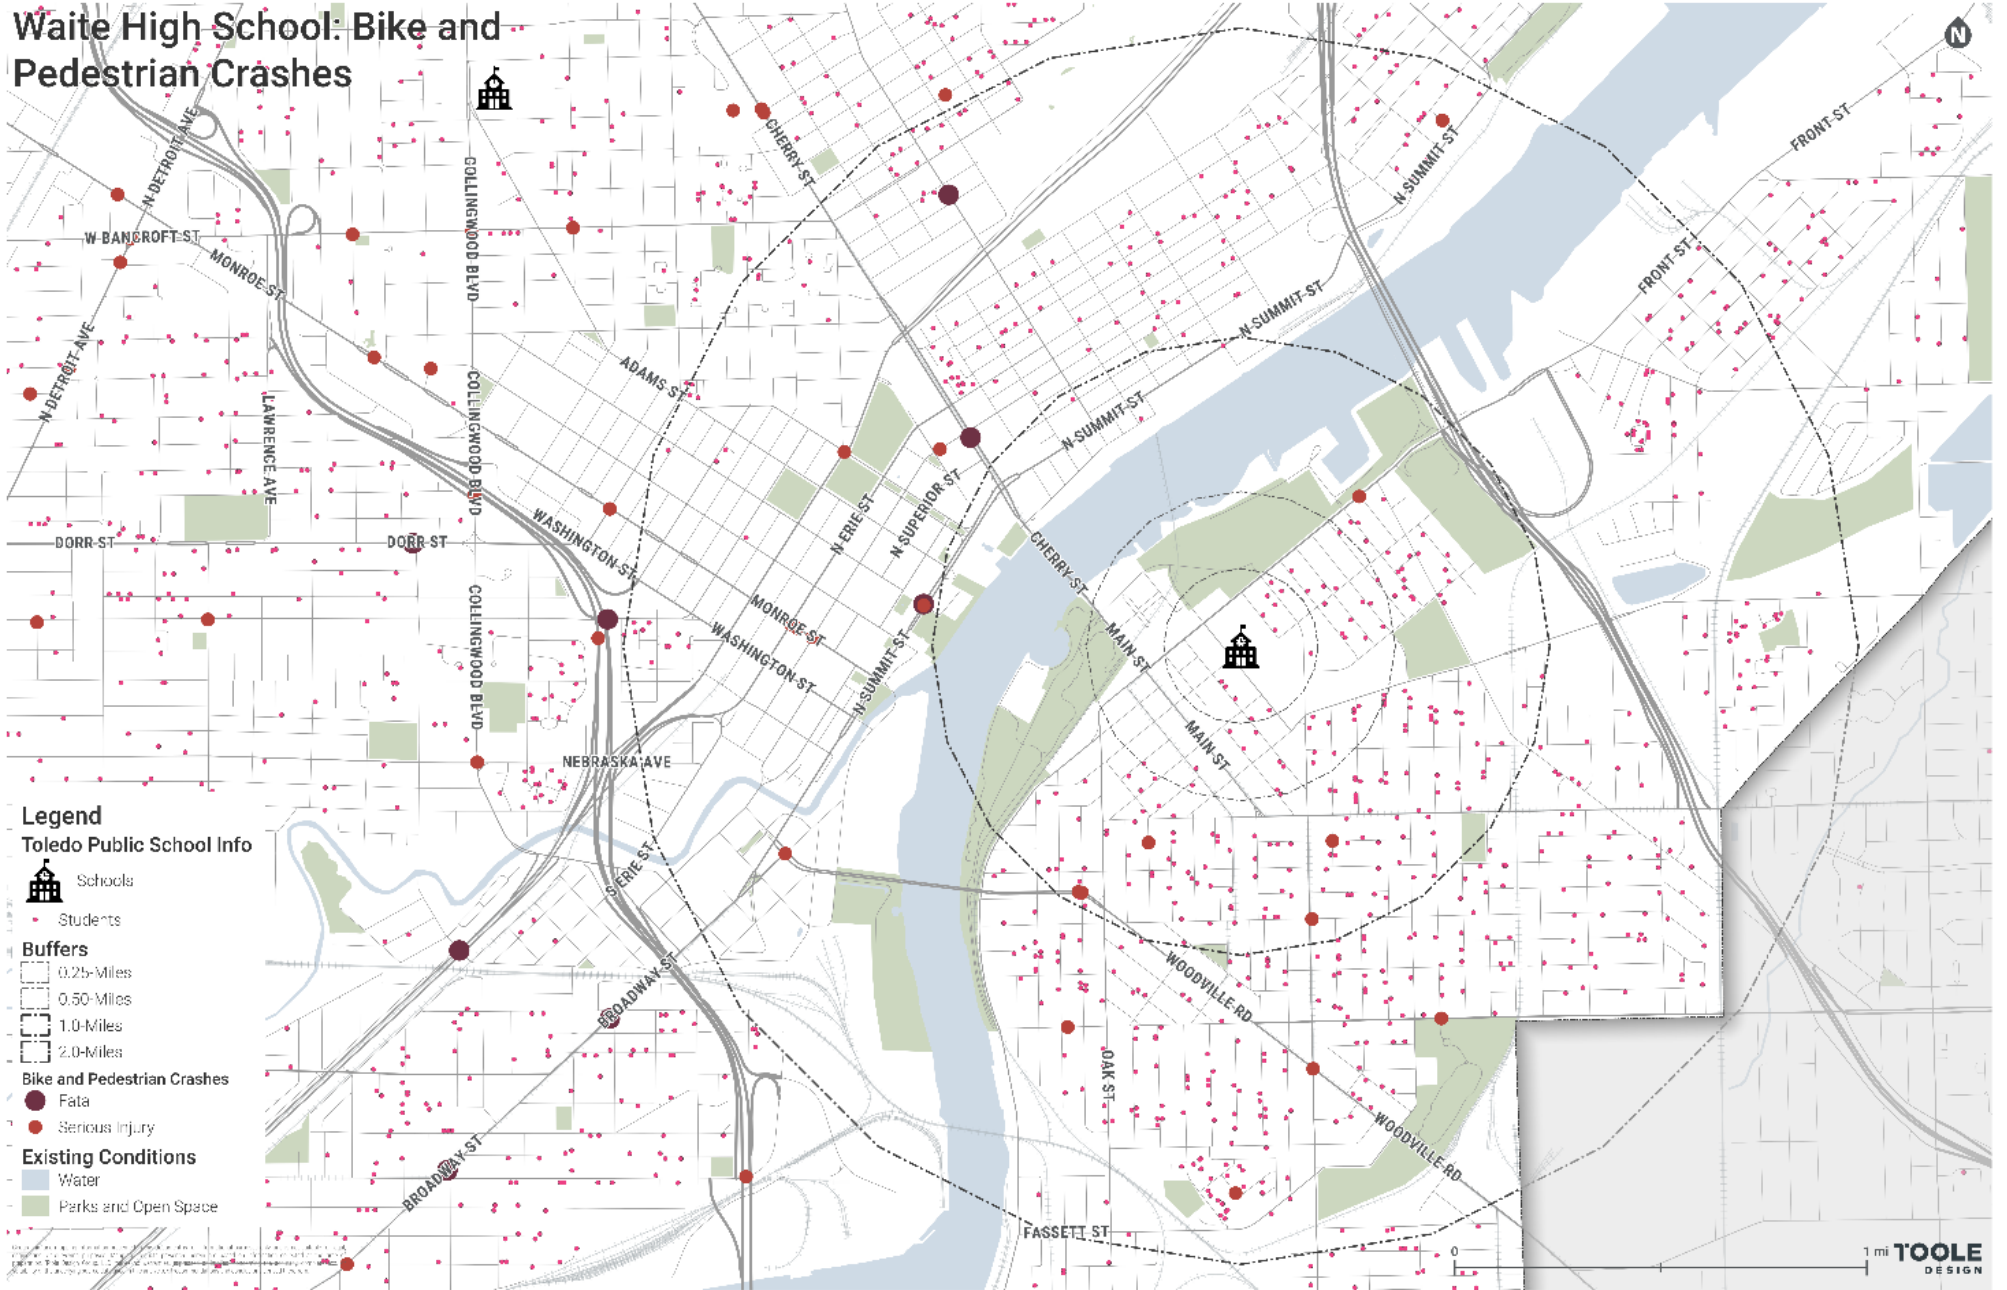 Waite High School: Bike and
Pedestrian Crashes
N
N DETROIT AVE
W BANCROFT ST
MONROE ST
COLLINGWOOD BLVD
CHERRY ST
N SUMMIT ST
FRONT ST
FRONT ST
N SUMMIT ST
N DETROIT AVE
LAWRENCE AVE
COLLINGWOOD BLVD
ADAMS ST
N SUMMIT ST
DORR ST
DORR ST
WASHINGTON ST
N ERIE ST
N SUPERIOR ST
CHERRY ST
COLLINGWOOD BLVD
MONROE ST
WASHINGTON ST
N SUMMIT ST
MAIN ST
MAIN ST
NEBRASKA AVE
S ERIE ST
BROADWAY ST
WOODVILLE RD
OAK ST
WOODVILLE RD
BROADWAY ST
FASSETT ST
Legend
Toledo Public School Info
Schools
Students
Buffers
0.25-Miles
0.50-Miles
1.0-Miles
2.0-Miles
Bike and Pedestrian Crashes
Fata
Serious Injury
Existing Conditions
Water
Parks and Open Space
0
1 mi
TOOLE
DESIGN